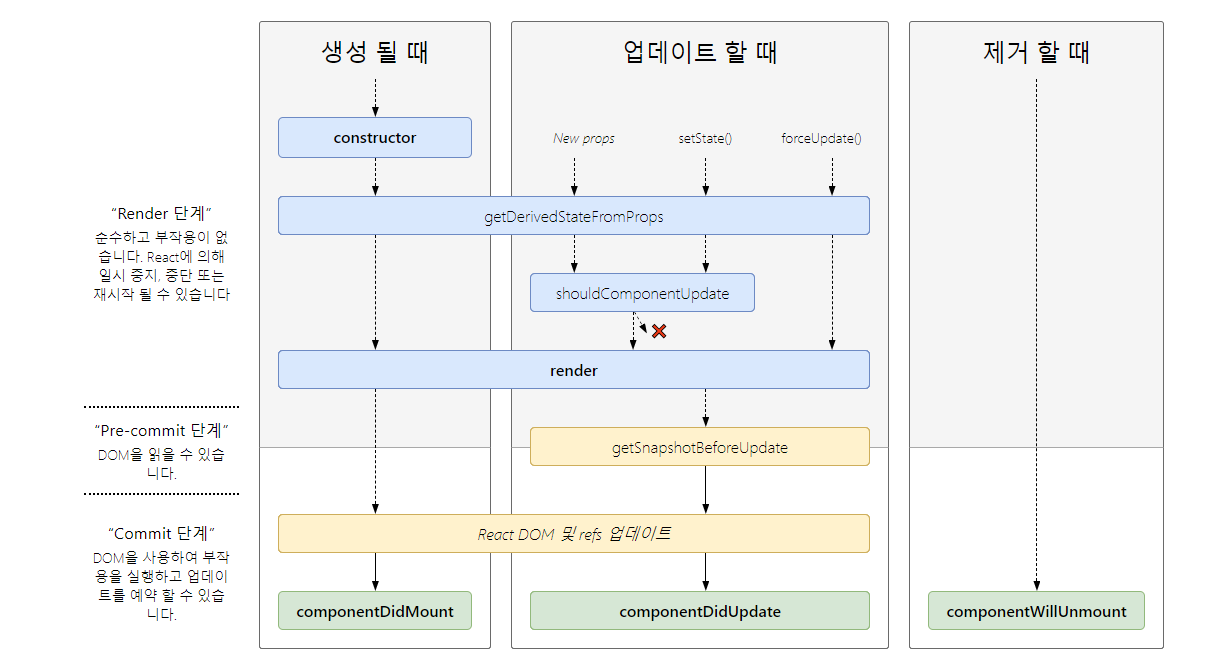 생성 될 때
업데이트 할 때
제거 할 때
constructor
New props
setState()
forceUpdate()
“Render 단계”
순수하고 부작용이 없
습니다. React에 의해
일시 중지, 중단 또는
재시작 될 수 있습니다
getDerivedStateFromProps
shouldComponentUpdate
render
“Pre-commit 단계”
DOM을 읽을 수 있습
니다.
getSnapshotBeforeUpdate
“Commit 단계”
DOM을 사용하여 부작
용을 실행하고 업데이
트를 예약 할 수 있습
니다.
React DOM 및 refs 업데이트
componentDidMount
componentDidUpdate
componentWillUnmount